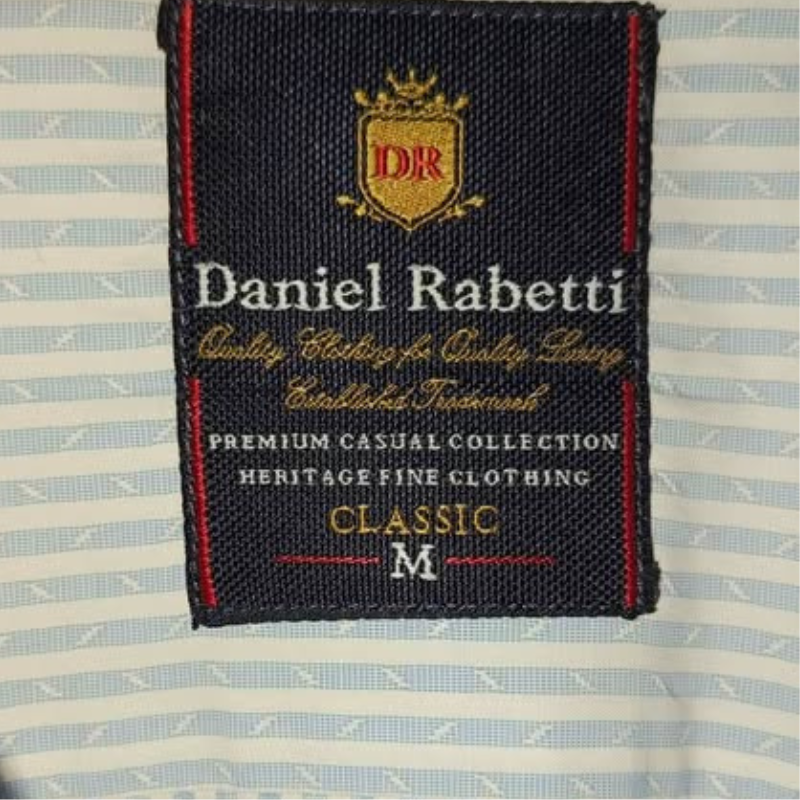 DR
Daniel Rabetti
Quality Clothing for Quality Living
Established Trademark
PREMIUM CASUAL COLLECTION
HERITAGE FINE CLOTHING
CLASSIC
M